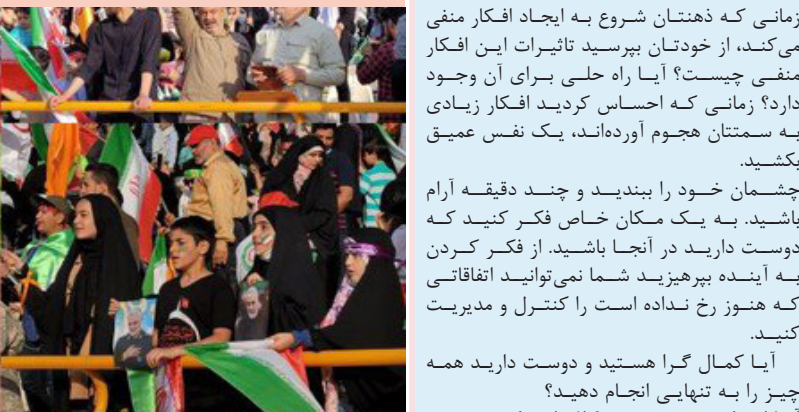 زمانی که ذهنتان شروع به ایجاد افکار منفی
می‌کند، از خودتان بپرسید تاثیرات این افکار
منفی چیست؟ آیا راه حلی برای آن وجود
دارد؟ زمانی که احساس کردید افکار زیادی
به سمتتان هجوم آورده‌اند، یک نفس عمیق
بکشید.
چشمان خود را ببندید و چند دقیقه آرام
باشید. به یک مکان خاص فکر کنید که
دوست دارید در آنجا باشید. از فکر کردن
به آینده بپرهیزید شما نمی‌توانید اتفاقاتی
که هنوز رخ نداده است را کنترل و مدیریت
کنید.
آیا کمال گرا هستید و دوست دارید همه
چیز را به تنهایی انجام دهید؟